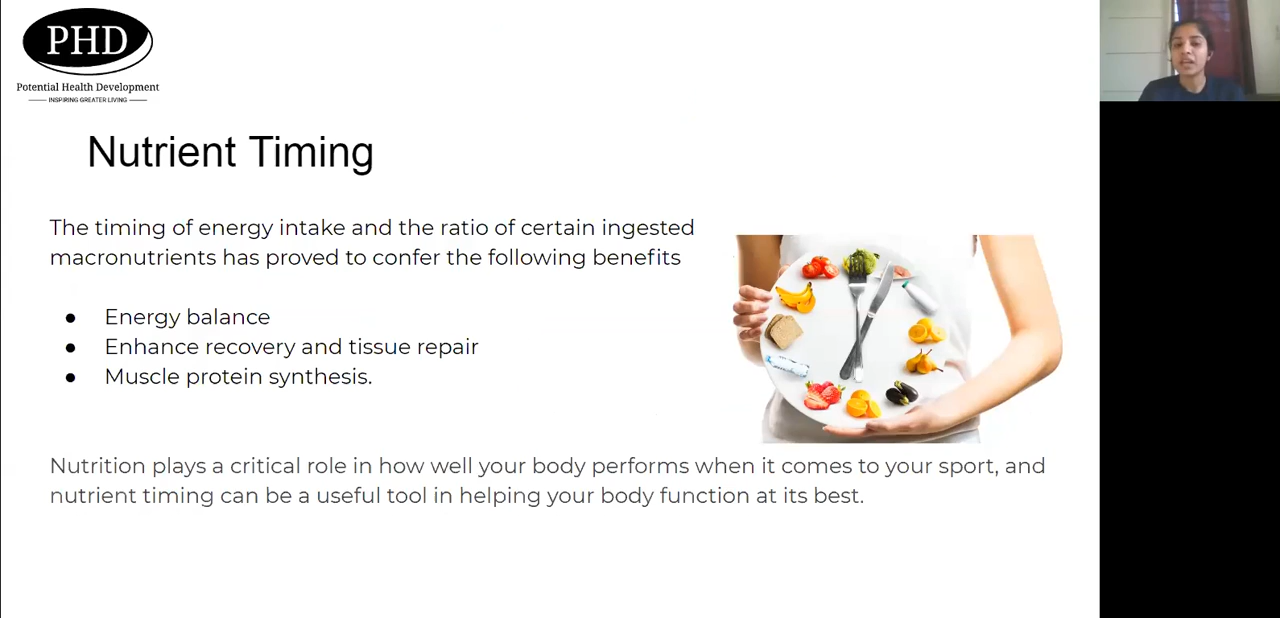 PHD
Potential Health Development
INSPIRING GREATER LIVING
Nutrient Timing
The timing of energy intake and the ratio of certain ingested
macronutrients has proved to confer the following benefits
● Energy balance
● Enhance recovery and tissue repair
● Muscle protein synthesis.
Nutrition plays a critical role in how well your body performs when it comes to your sport, and
nutrient timing can be a useful tool in helping your body function at its best.